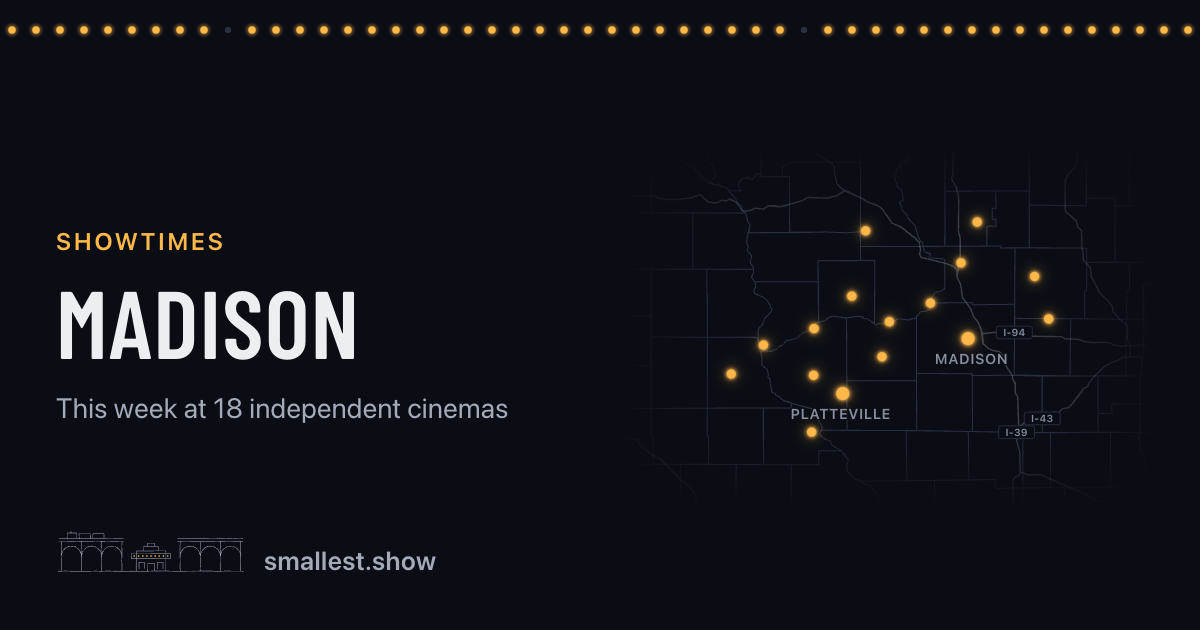 SHOWTIMES
MADISON
This week at 18 independent cinemas
I-94
MADISON
PLATTEVILLE
I-43
I-39
smallest.show